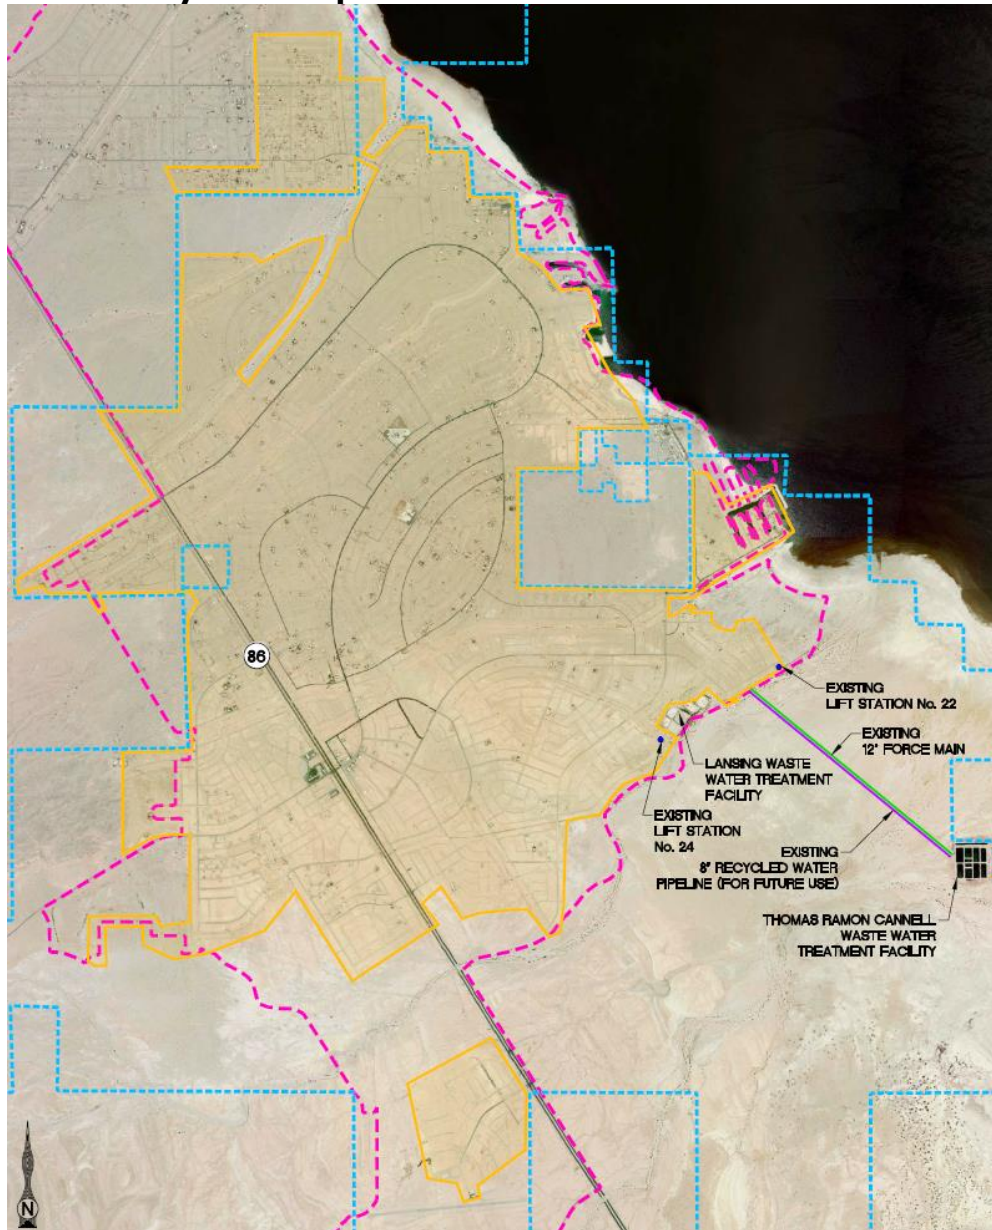 86
EXISTING
LIFT STATION No. 22
EXISTING
12" FORCE MAIN
LANSING WASTE
WATER TREATMENT
FACILITY
EXISTING
LIFT STATION
No. 24
EXISTING
8" RECYCLED WATER
PIPELINE (FOR FUTURE USE)
THOMAS RAMON CANNELL
WASTE WATER
TREATMENT FACILITY
N